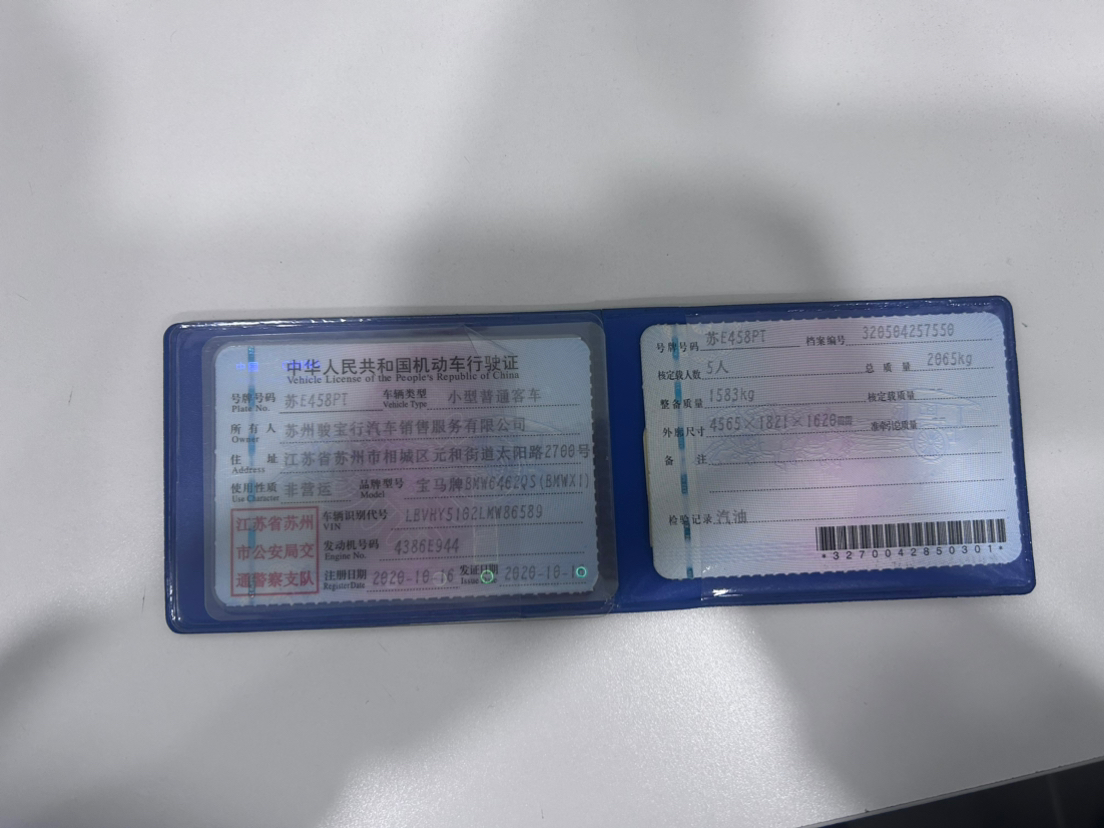 中华人民共和国机动车行驶证
Vehicle License of the People's Republic of China
号牌号码 Plate No. 苏E458PT 车辆类型 Vehicle Type 小型普通客车
所有人 Owner 苏州骏宝行汽车销售服务有限公司
住址 Address 江苏省苏州市相城区元和街道太阳路2700号
使用性质 Use Character 非营运 品牌型号 Model 宝马牌BMW6462QS(BMWX1)
江苏省苏州
市公安局交
通警察支队
车辆识别代号 VIN LBVHY5102LKW86589
发动机号码 Engine No. 4386E944
注册日期 Register Date 2020-10-16 发证日期
号牌号码 苏E458PT 档案编号 320504257550
核定载人数 5人 总质量 2065kg
整备质量 1583kg 核定载质量
外廓尺寸 4565×1821×1620mm 准牵引总质量
备注
检验记录 汽油
*3270042850301*